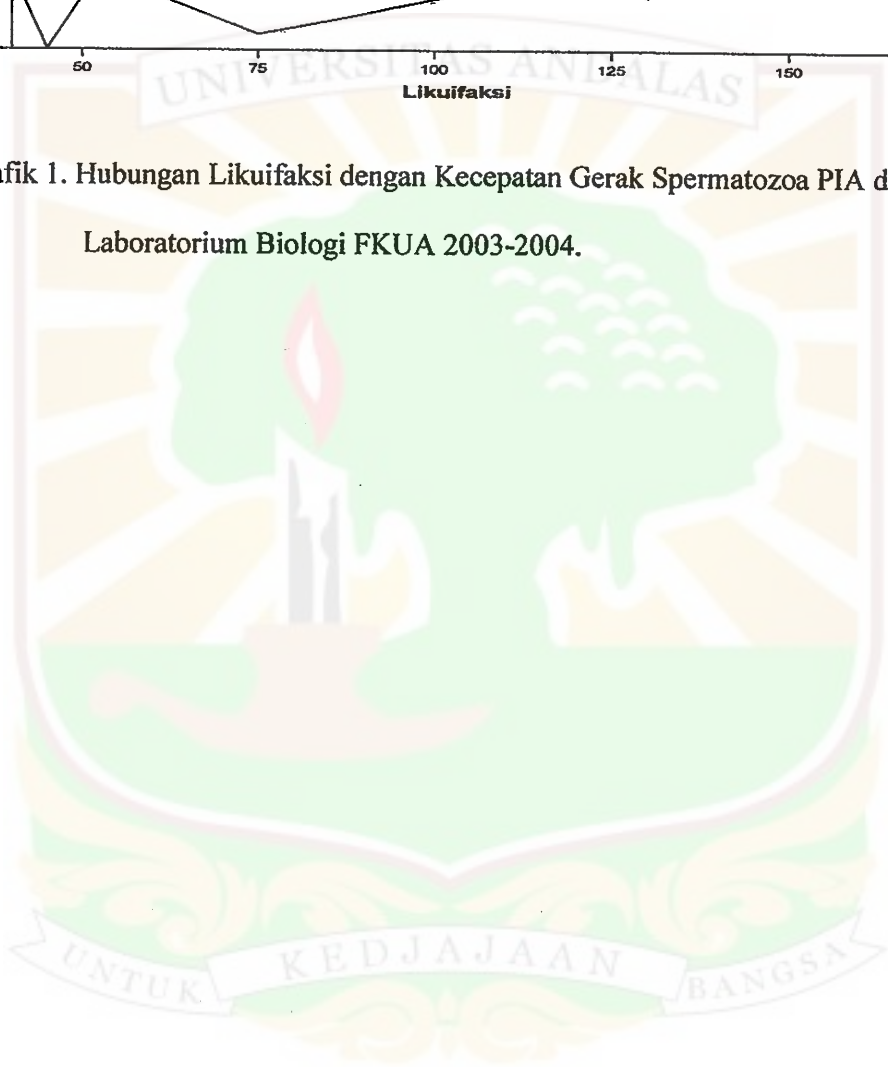 50 75 100 125 150
Likuifaksi
UNIVERSITAS ANDALAS
afik 1. Hubungan Likuifaksi dengan Kecepatan Gerak Spermatozoa PIA d
Laboratorium Biologi FKUA 2003-2004.
UNTUK KEDJAJAAN BANGSA